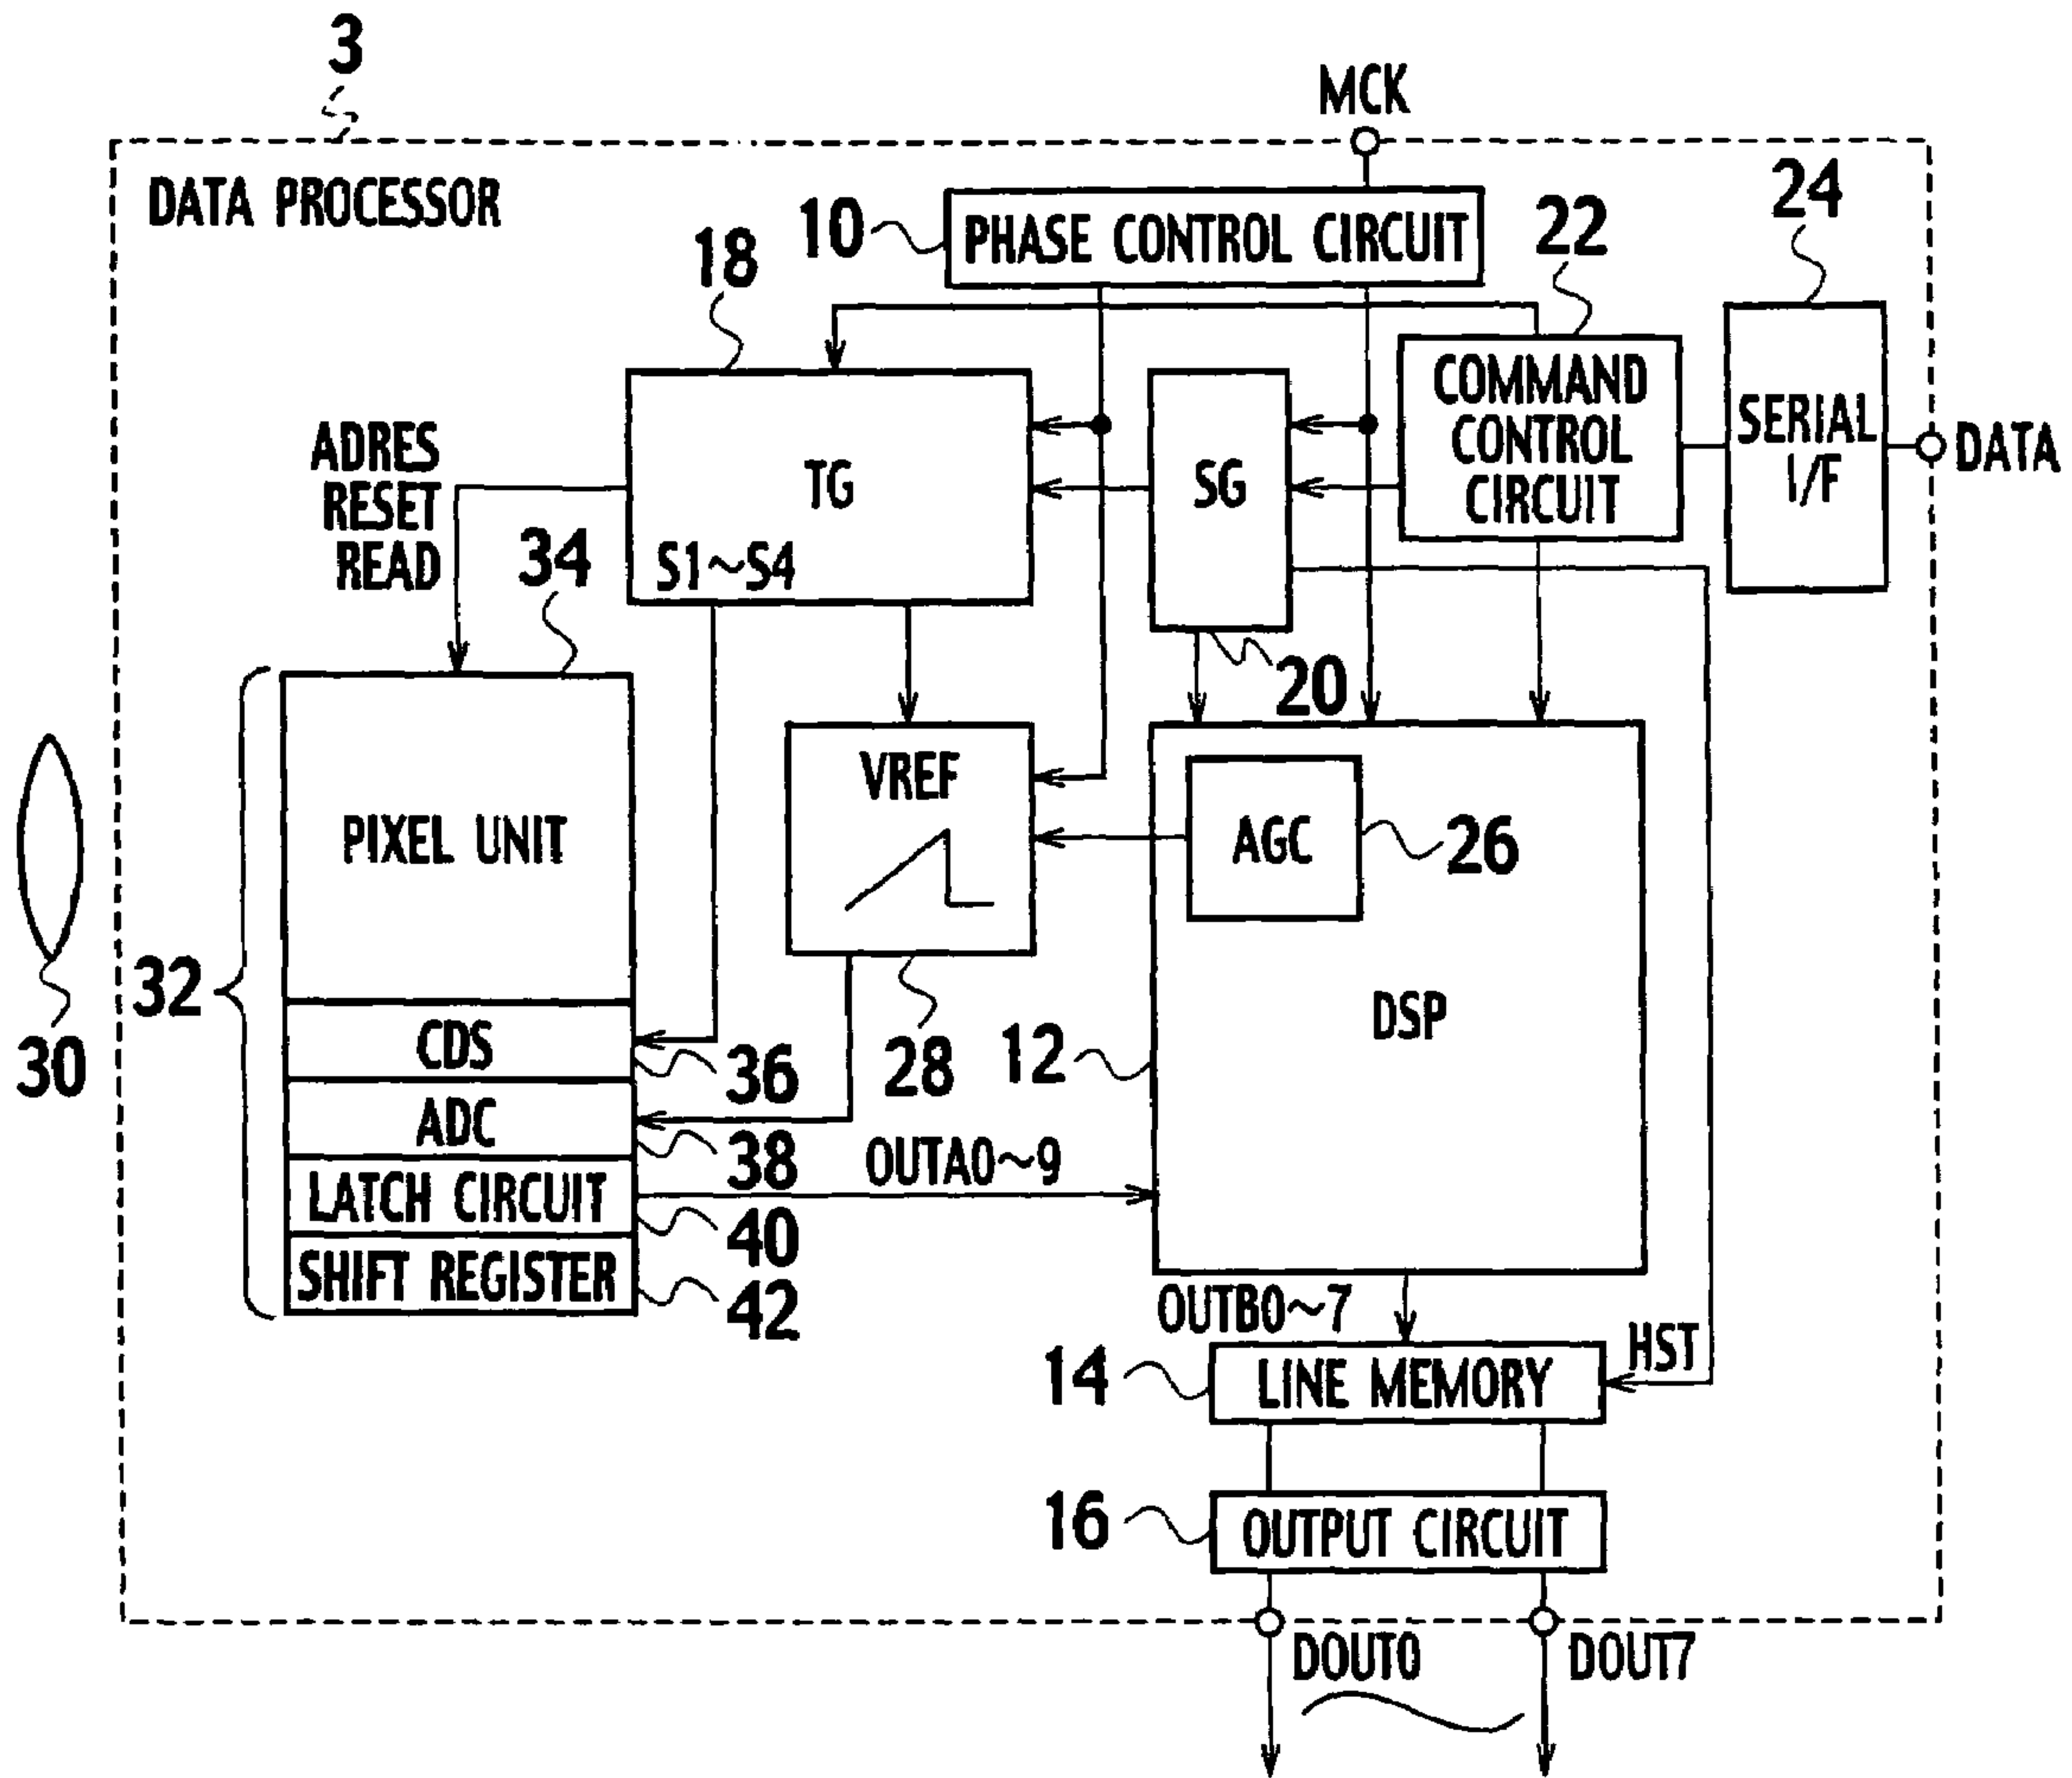 3
MCK
DATA PROCESSOR
10
PHASE CONTROL CIRCUIT
18
22
24
COMMAND
CONTROL
CIRCUIT
SERIAL
I/F
DATA
ADRES
RESET
READ
TG
S1~S4
SG
34
20
PIXEL UNIT
VREF
AGC
26
32
30
DSP
CDS
36
28
12
ADC
38
OUTA0~9
LATCH CIRCUIT
40
SHIFT REGISTER
42
OUTB0~7
HST
14
LINE MEMORY
16
OUTPUT CIRCUIT
DOUT0
DOUT7